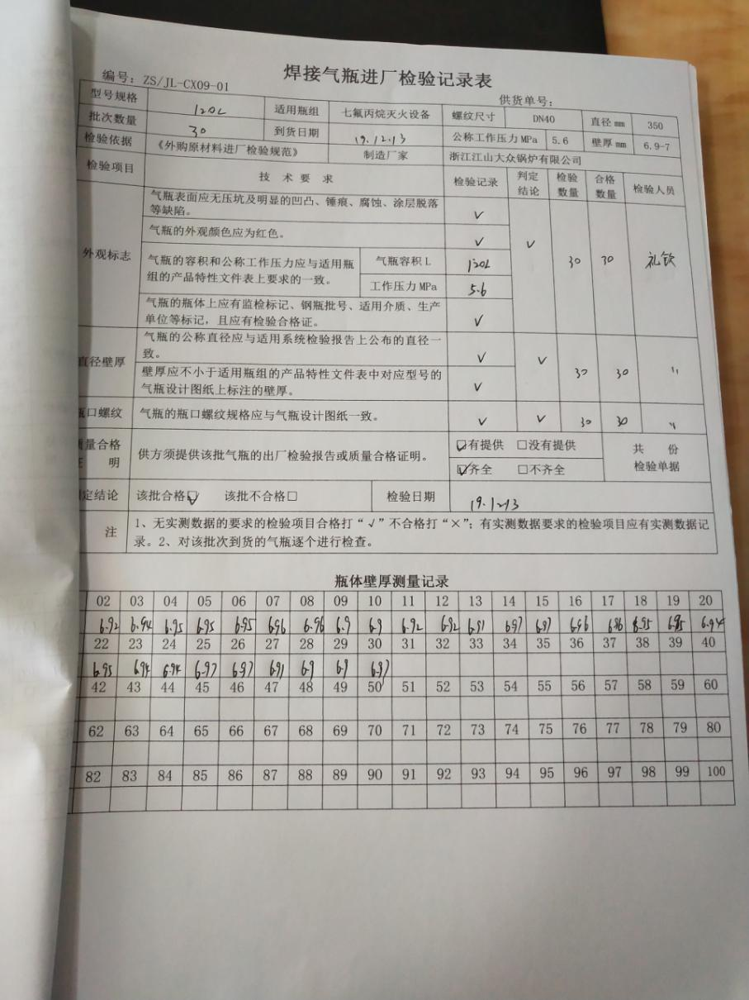 焊接气瓶进厂检验记录表
编号：ZS/JL-CX09-01 供货单号：
型号规格 120L 适用瓶组 七氟丙烷灭火设备 螺纹尺寸 DN40 直径㎜ 350
批次数量 30 到货日期 19.12.13 公称工作压力 MPa 5.6 壁厚㎜ 6.9-7
检验依据 《外购原材料进厂检验规范》 制造厂家 浙江江山大众锅炉有限公司
检验项目 技 术 要 求 检验记录 判定结论 检验数量 合格数量 检验人员
外观标志 气瓶表面应无压坑及明显的凹凸、锤痕、腐蚀、涂层脱落
等缺陷。 √
气瓶的外观颜色应为红色。 √ √ 30 30
气瓶的容积和公称工作压力应与适用瓶 气瓶容积 L 120L
组的产品特性文件表上要求的一致。 工作压力 MPa 5.6
气瓶的瓶体上应有监检标记、钢瓶批号、适用介质、生产
单位等标记，且应有检验合格证。 √
直径壁厚 气瓶的公称直径应与适用系统检验报告上公布的直径一
致。 √ √ 30 30 〃
壁厚应不小于适用瓶组的产品特性文件表中对应型号的
气瓶设计图纸上标注的壁厚。 √
瓶口螺纹 气瓶的瓶口螺纹规格应与气瓶设计图纸一致。 √ √ 30 30 〃
质量合格 供方须提供该批气瓶的出厂检验报告或质量合格证明。 ☑有提供 □没有提供 共 份
明 ☑齐全 □不齐全 检验单据
定结论 该批合格☑ 该批不合格□ 检验日期 19.12.13
注 1、无实测数据的要求的检验项目合格打“√”不合格打“×”；有实测数据要求的检验项目应有实测数据记
录。2、对该批次到货的气瓶逐个进行检查。
瓶体壁厚测量记录
02 03 04 05 06 07 08 09 10 11 12 13 14 15 16 17 18 19 20
6.92 6.94 6.95 6.95 6.95 6.96 6.96 6.9 6.9 6.92 6.92 6.91 6.97 6.97 6.96 6.96 6.95 6.95 6.94
22 23 24 25 26 27 28 29 30 31 32 33 34 35 36 37 38 39 40
6.95 6.94 6.94 6.97 6.97 6.91 6.9 6.9 6.97
42 43 44 45 46 47 48 49 50 51 52 53 54 55 56 57 58 59 60
62 63 64 65 66 67 68 69 70 71 72 73 74 75 76 77 78 79 80
82 83 84 85 86 87 88 89 90 91 92 93 94 95 96 97 98 99 100